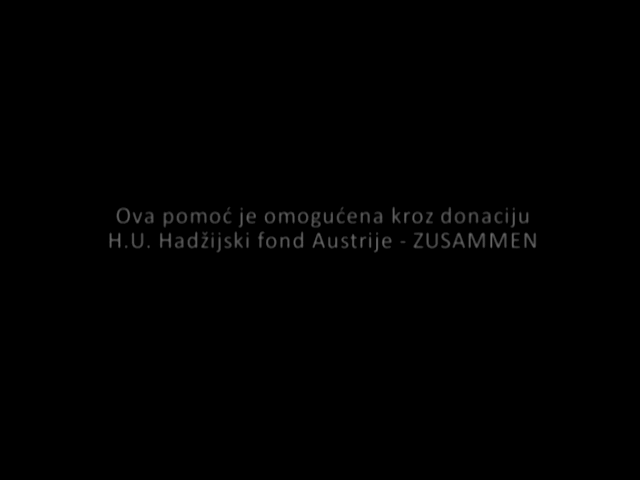 Ova pomoć je omogućena kroz donaciju
H.U. Hadžijski fond Austrije - ZUSAMMEN